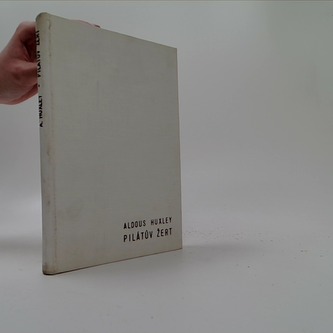 A. HUXLEY PILÁTŮV ŽERT
ALDOUS HUXLEY
PILÁTŮV ŽERT